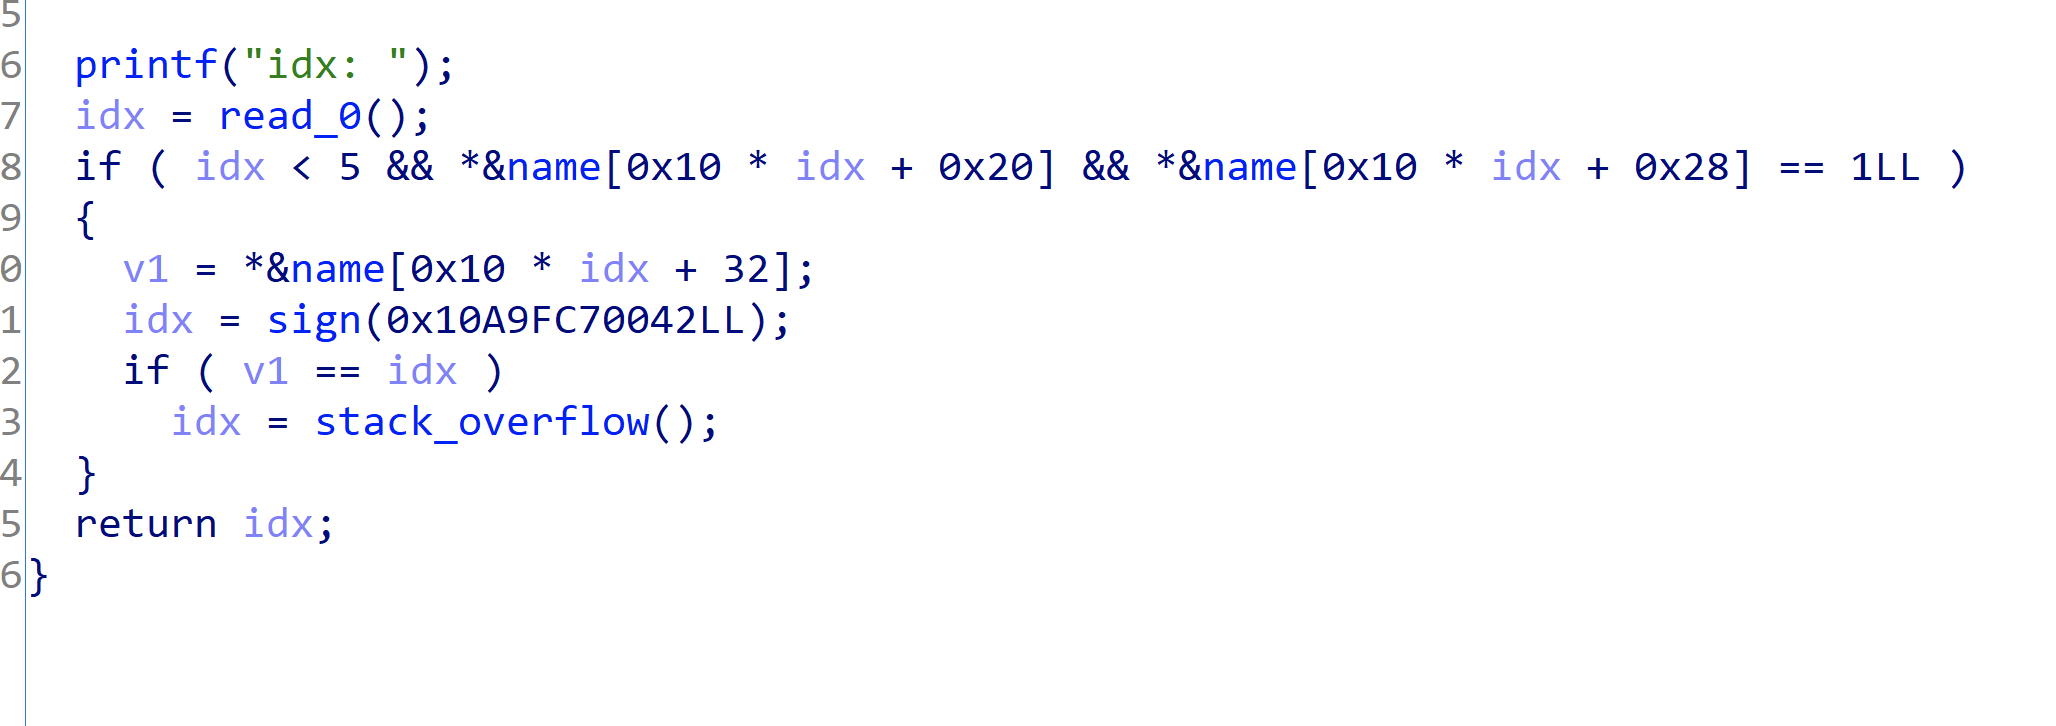 5
6 printf("idx: ");
7 idx = read_0();
8 if ( idx < 5 && *&name[0x10 * idx + 0x20] && *&name[0x10 * idx + 0x28] == 1LL )
9 {
0 v1 = *&name[0x10 * idx + 32];
1 idx = sign(0x10A9FC70042LL);
2 if ( v1 == idx )
3 idx = stack_overflow();
4 }
5 return idx;
6 }